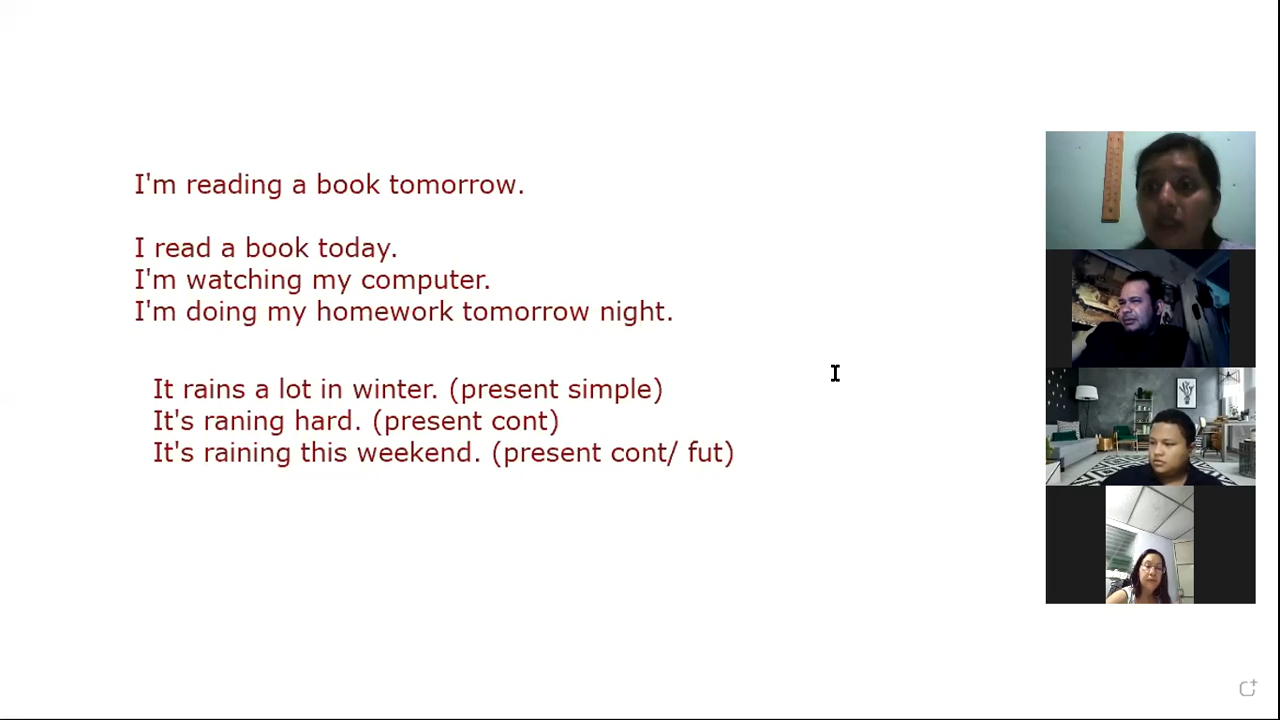 I'm reading a book tomorrow.
I read a book today.
I'm watching my computer.
I'm doing my homework tomorrow night.
It rains a lot in winter. (present simple)
It's raning hard. (present cont)
It's raining this weekend. (present cont/ fut)